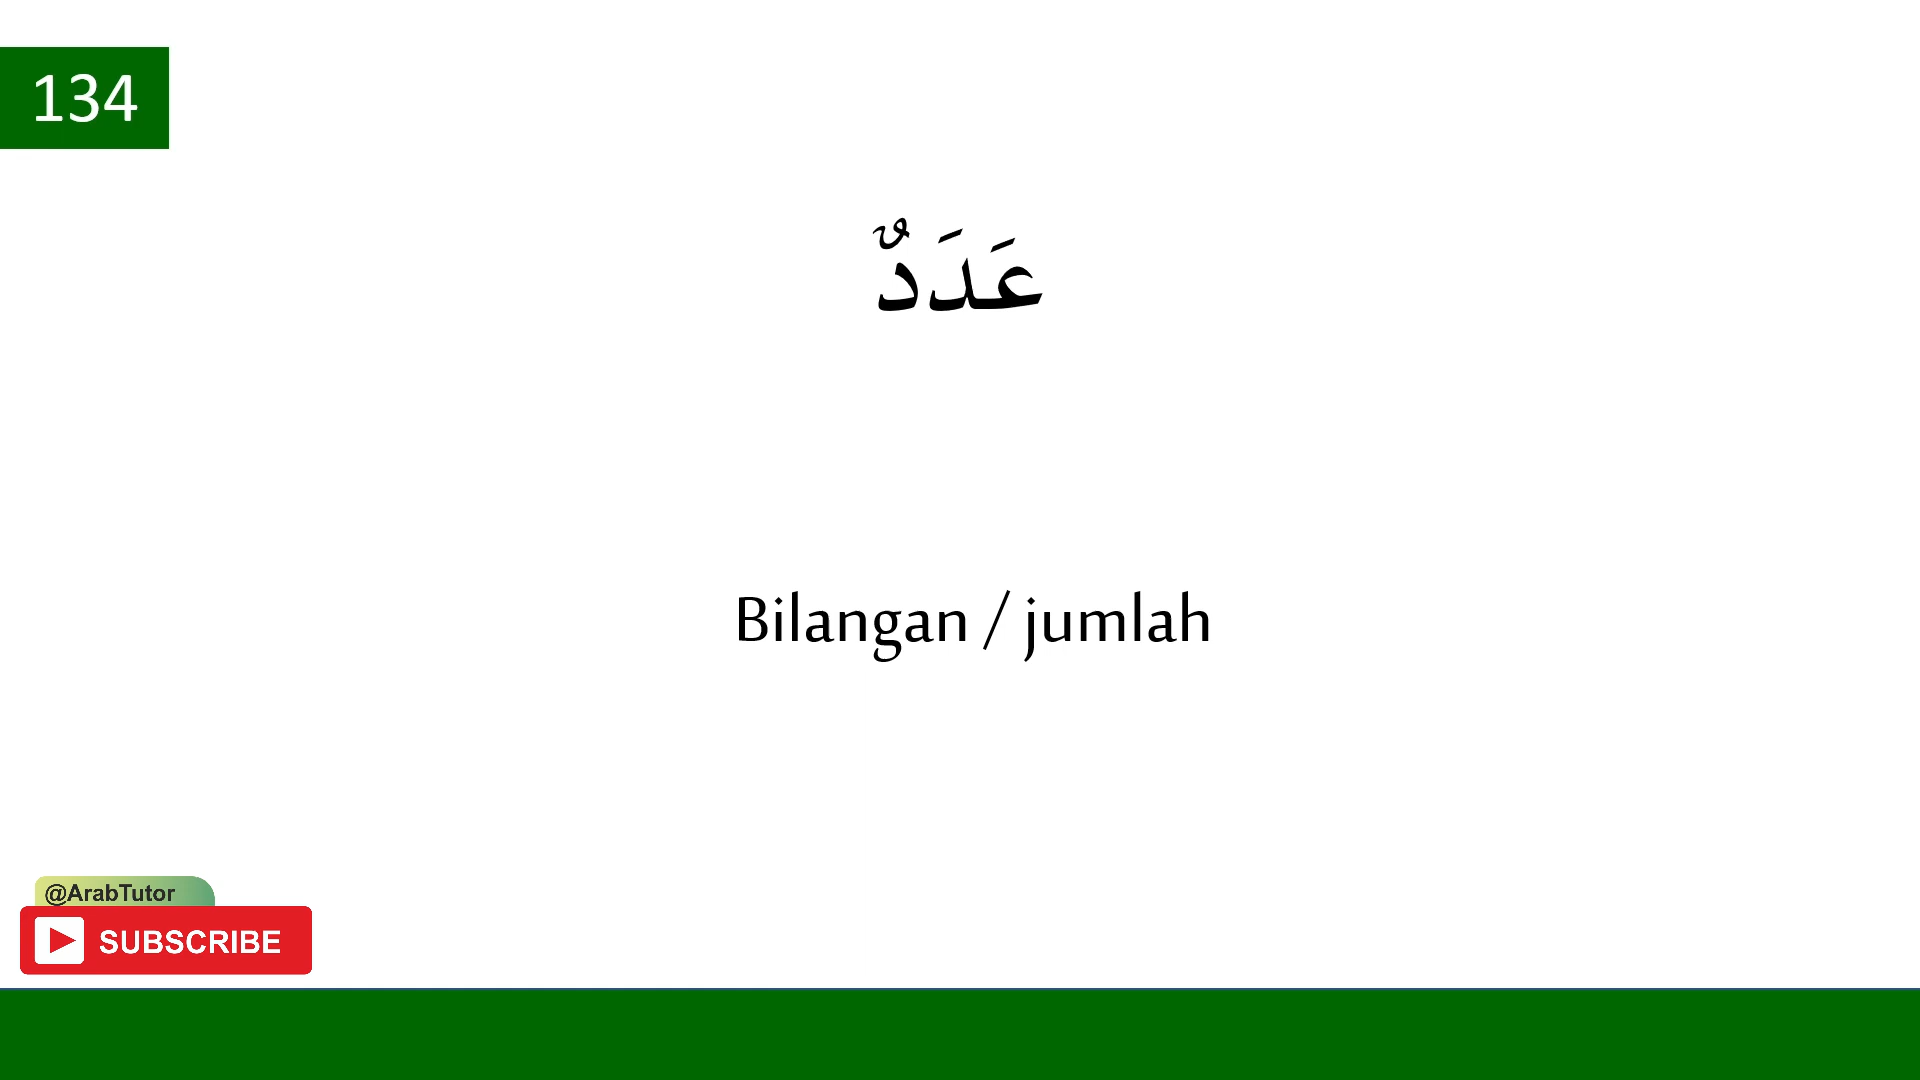 134
عَدَدٌ
Bilangan / jumlah
@ArabTutor
SUBSCRIBE